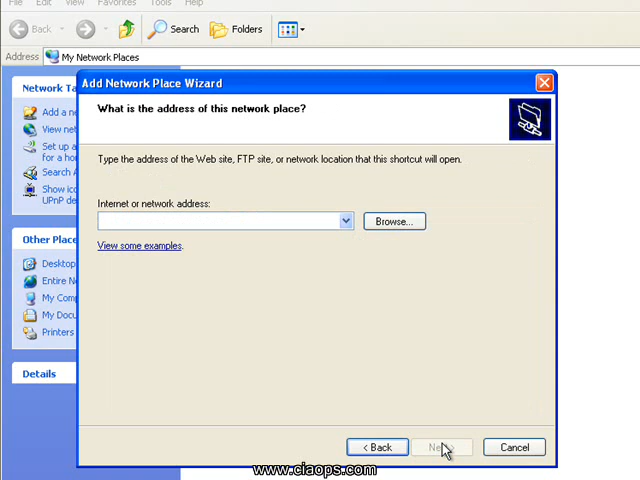 File Edit View Favorites Tools Help
Back Search Folders
Address My Network Places
Add Network Place Wizard
Network Ta
What is the address of this network place?
Add a ne
View net
Set up a
for a hom
Search A
Show ico
UPnP de
Type the address of the Web site, FTP site, or network location that this shortcut will open.
Internet or network address:
Browse...
View some examples.
Other Place
Desktop
Entire Ne
My Comp
My Docu
Printers
Details
< Back
Cancel
www.ciaops.com